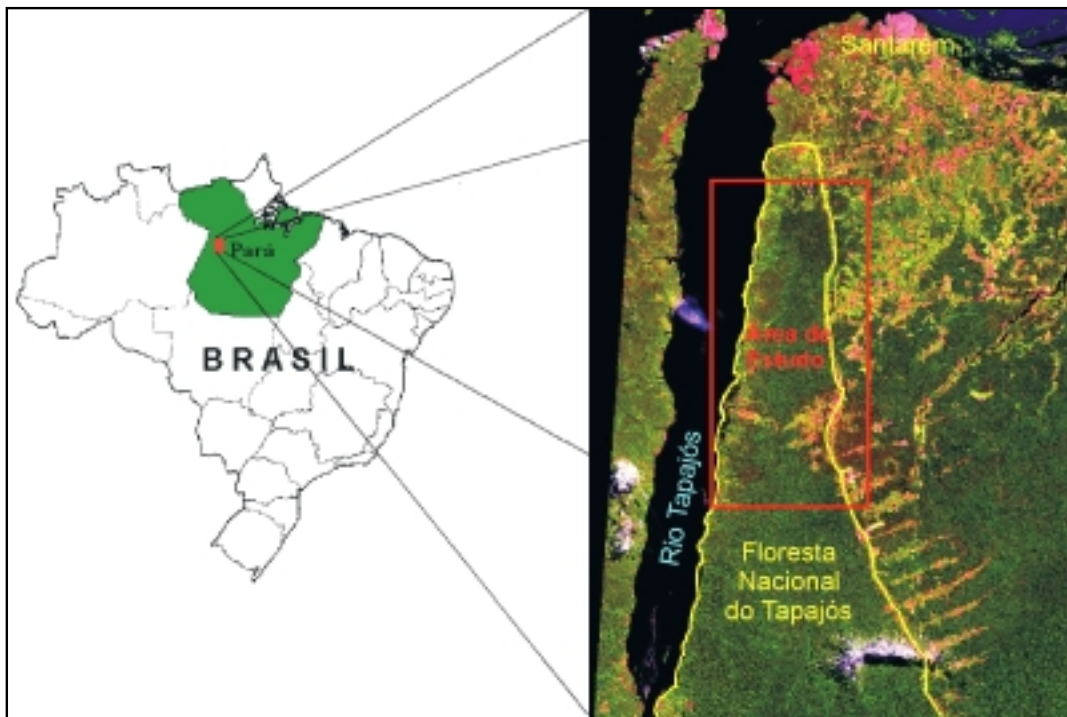 Pará
BRASIL
Santarém
Área de
Estudo
Rio Tapajós
Floresta
Nacional
do Tapajós